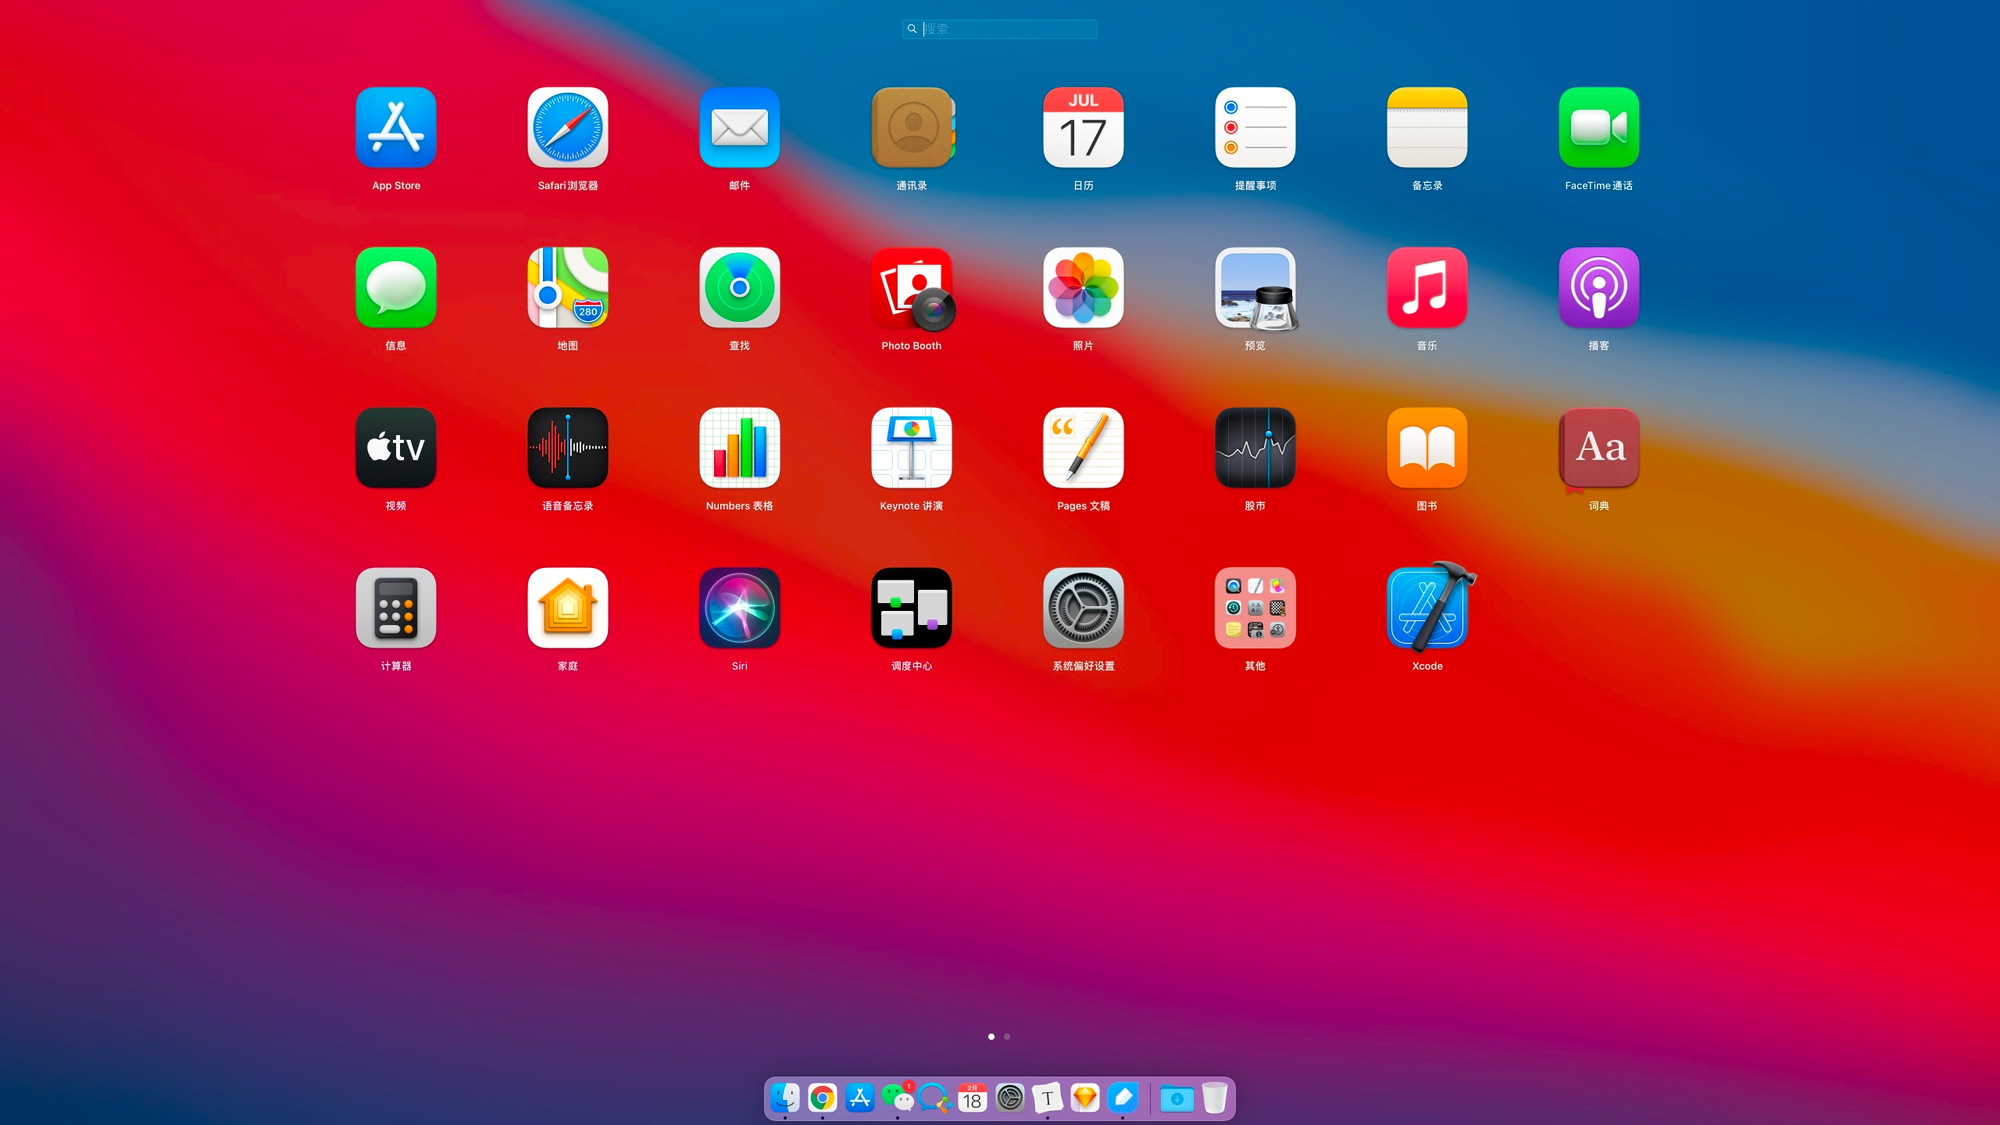 搜索
JUL
17
App Store
Safari浏览器
邮件
通讯录
日历
提醒事项
备忘录
FaceTime 通话
280
信息
地图
查找
Photo Booth
照片
预览
音乐
播客
tv
“
Aa
视频
语音备忘录
Numbers 表格
Keynote 讲演
Pages 文稿
股市
图书
词典
计算器
家庭
Siri
调度中心
系统偏好设置
其他
Xcode
1
2月
18
T